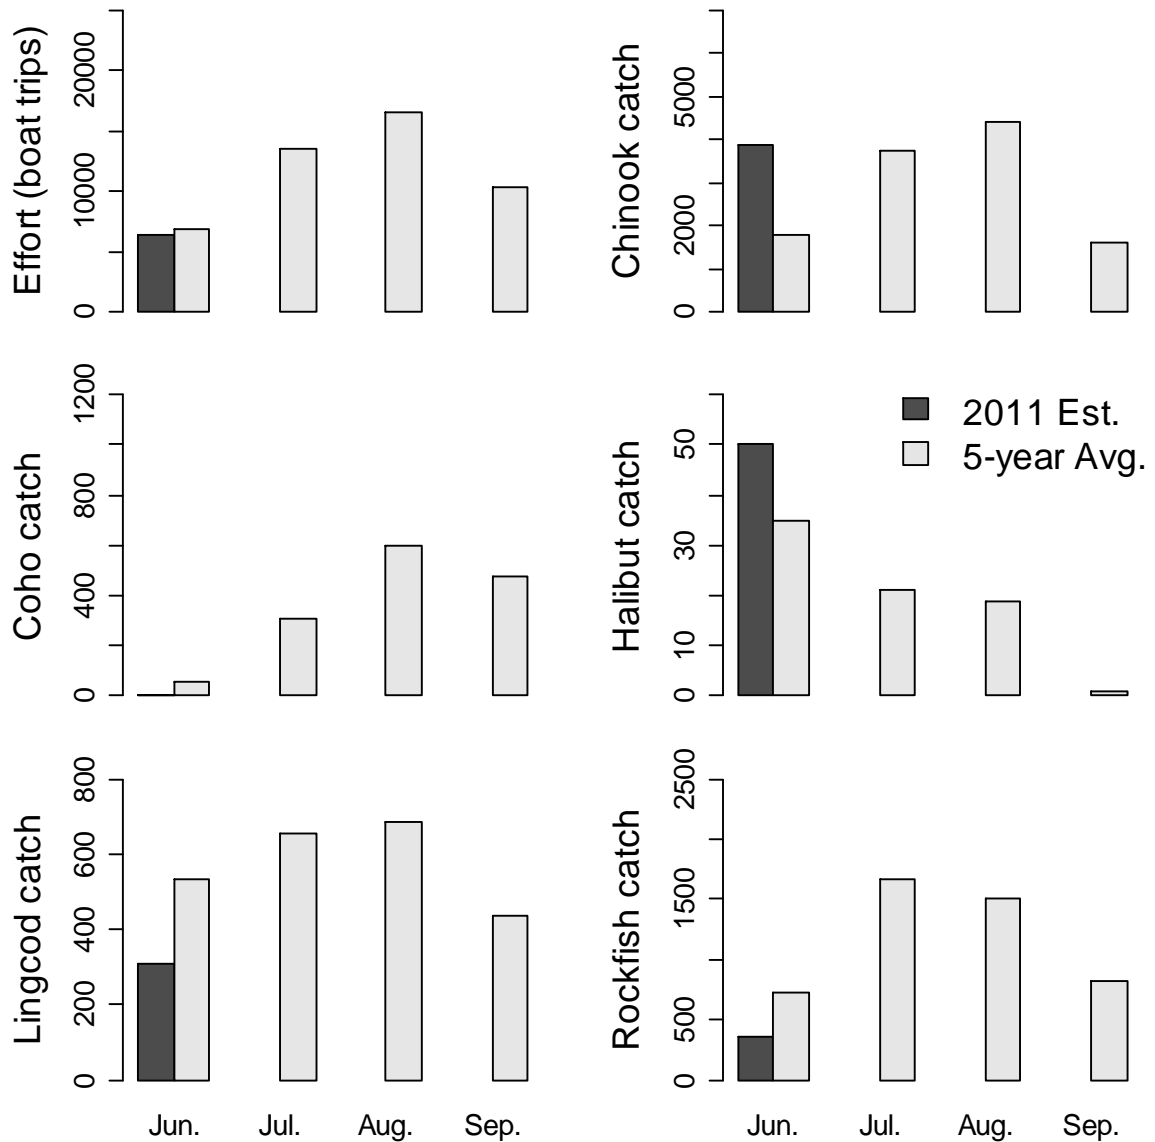 Effort (boat trips)
0
10000
20000
Chinook catch
0
2000
5000
Coho catch
0
400
800
1200
Halibut catch
0
10
30
50
2011 Est.
5-year Avg.
Lingcod catch
0
200
400
600
800
Jun. Jul. Aug. Sep.
Rockfish catch
0
500
1500
2500
Jun. Jul. Aug. Sep.